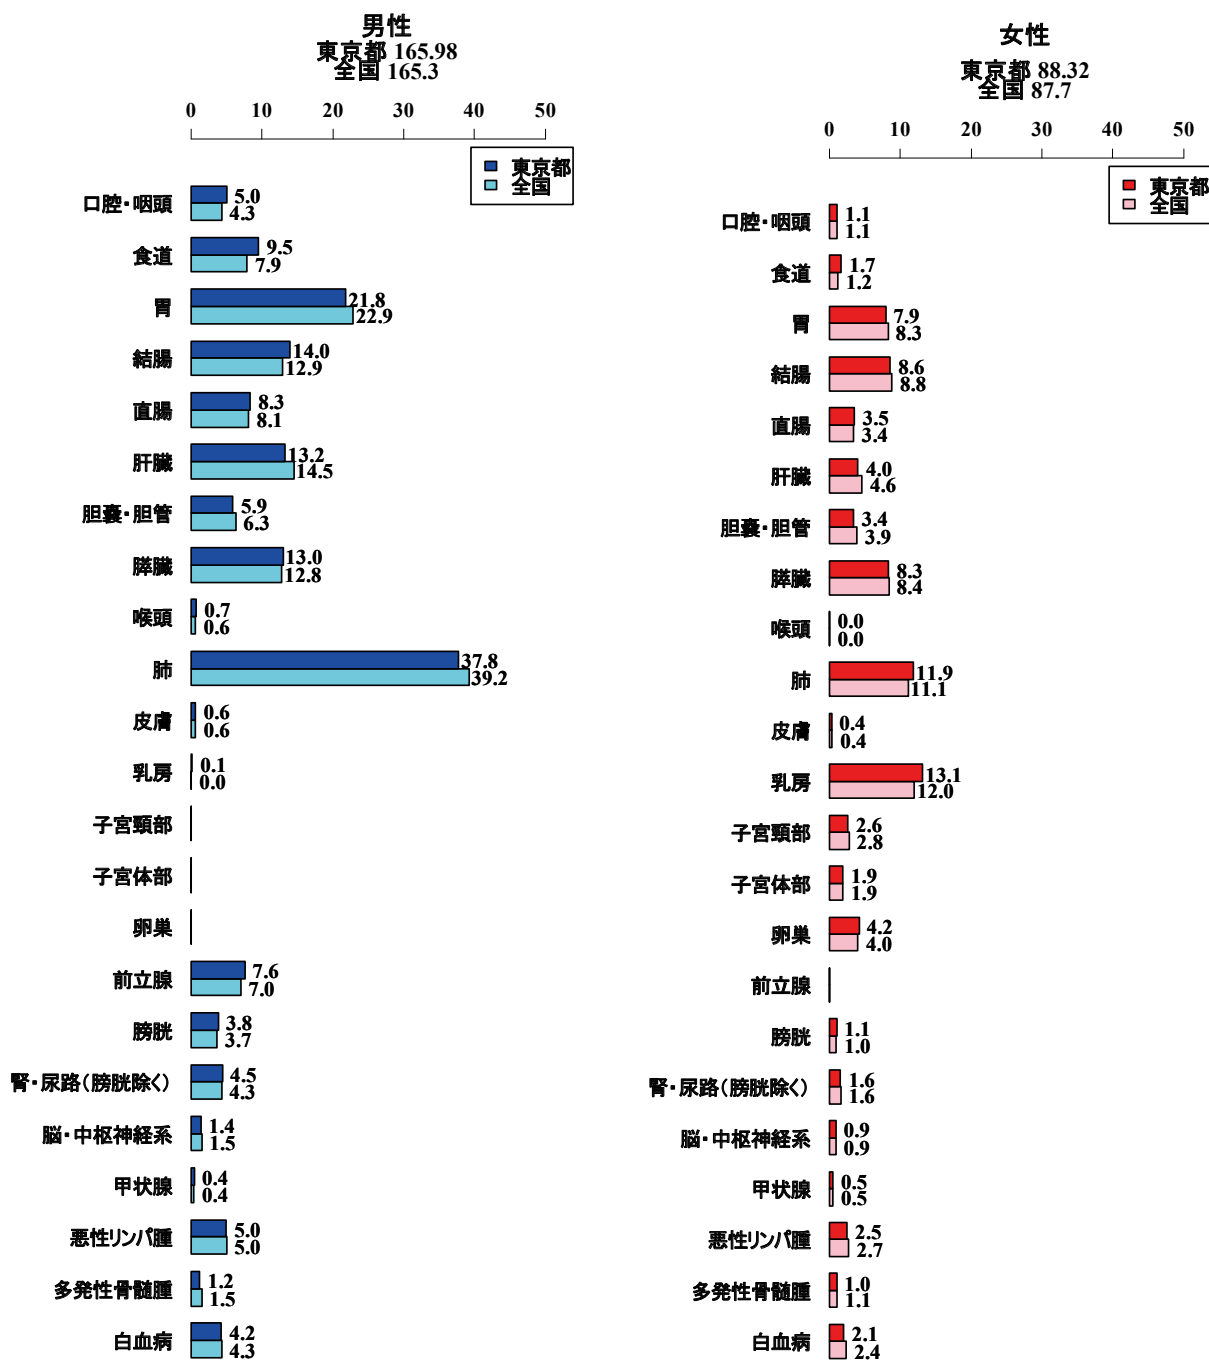 男性
東京都 165.98
全国 165.3
0 10 20 30 40 50
東京都
全国
口腔・咽頭 5.0
4.3
食道 9.5
7.9
胃 21.8
22.9
結腸 14.0
12.9
直腸 8.3
8.1
肝臓 13.2
14.5
胆嚢・胆管 5.9
6.3
膵臓 13.0
12.8
喉頭 0.7
0.6
肺 37.8
39.2
皮膚 0.6
0.6
乳房 0.1
0.0
子宮頸部
子宮体部
卵巣
前立腺 7.6
7.0
膀胱 3.8
3.7
腎・尿路（膀胱除く） 4.5
4.3
脳・中枢神経系 1.4
1.5
甲状腺 0.4
0.4
悪性リンパ腫 5.0
5.0
多発性骨髄腫 1.2
1.5
白血病 4.2
4.3
女性
東京都 88.32
全国 87.7
0 10 20 30 40 50
東京都
全国
口腔・咽頭 1.1
1.1
食道 1.7
1.2
胃 7.9
8.3
結腸 8.6
8.8
直腸 3.5
3.4
肝臓 4.0
4.6
胆嚢・胆管 3.4
3.9
膵臓 8.3
8.4
喉頭 0.0
0.0
肺 11.9
11.1
皮膚 0.4
0.4
乳房 13.1
12.0
子宮頸部 2.6
2.8
子宮体部 1.9
1.9
卵巣 4.2
4.0
前立腺
膀胱 1.1
1.0
腎・尿路（膀胱除く） 1.6
1.6
脳・中枢神経系 0.9
0.9
甲状腺 0.5
0.5
悪性リンパ腫 2.5
2.7
多発性骨髄腫 1.0
1.1
白血病 2.1
2.4